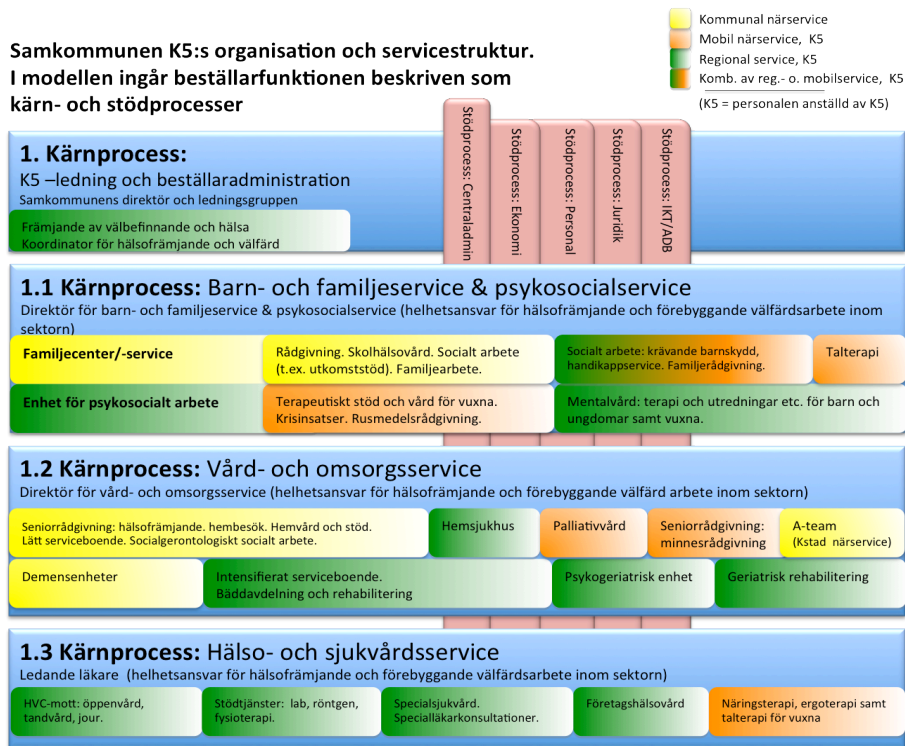 Samkommunen K5:s organisation och servicestruktur.
I modellen ingår beställarfunktionen beskriven som
kärn- och stödprocesser
Kommunal närservice
Mobil närservice, K5
Regional service, K5
Komb. av reg.- o. mobilservice, K5
(K5 = personalen anställd av K5)
Stödprocess: Centraladmin
Stödprocess: Ekonomi
Stödprocess: Personal
Stödprocess: Juridik
Stödprocess: IKT/ADB
1. Kärnprocess:
K5 –ledning och beställaradministration
Samkommunens direktör och ledningsgruppen
Främjande av välbefinnande och hälsa
Koordinator för hälsofrämjande och välfärd
1.1 Kärnprocess: Barn- och familjeservice & psykosocialservice
Direktör för barn- och familjeservice & psykosocialservice (helhetsansvar för hälsofrämjande och förebyggande välfärdsarbete inom
sektorn)
Familjecenter/-service
Rådgivning. Skolhälsovård. Socialt arbete
(t.ex. utkomststöd). Familjearbete.
Socialt arbete: krävande barnskydd,
handikappservice. Familjerådgivning.
Talterapi
Enhet för psykosocialt arbete
Terapeutiskt stöd och vård för vuxna.
Krisinsatser. Rusmedelsrådgivning.
Mentalvård: terapi och utredningar etc. för barn och
ungdomar samt vuxna.
1.2 Kärnprocess: Vård- och omsorgsservice
Direktör för vård- och omsorgsservice (helhetsansvar för hälsofrämjande och förebyggande välfärd arbete inom sektorn)
Seniorrådgivning: hälsofrämjande. hembesök. Hemvård och stöd.
Lätt serviceboende. Socialgerontologiskt socialt arbete.
Hemsjukhus
Palliativvård
Seniorrådgivning:
minnesrådgivning
A-team
(Kstad närservice)
Demensenheter
Intensifierat serviceboende.
Bäddavdelning och rehabilitering
Psykogeriatrisk enhet
Geriatrisk rehabilitering
1.3 Kärnprocess: Hälso- och sjukvårdsservice
Ledande läkare (helhetsansvar för hälsofrämjande och förebyggande välfärdsarbete inom sektorn)
HVC-mott: öppenvård,
tandvård, jour.
Stödtjänster: lab, röntgen,
fysioterapi.
Specialsjukvård.
Specialläkarkonsultationer.
Företagshälsovård
Näringsterapi, ergoterapi samt
talterapi för vuxna